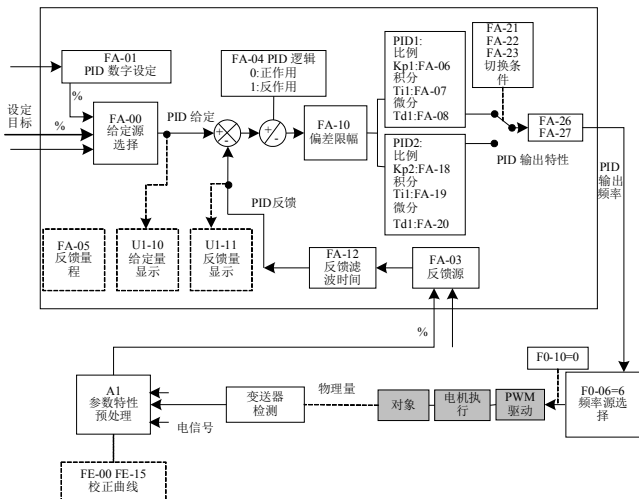 FA-01
PID 数字设定
%
设定
目标
%
FA-00
给定源
选择
PID 给定
FA-04 PID 逻辑
0:正作用
1:反作用
+
-
+
-
FA-10
偏差限幅
PID1:
比例
Kp1:FA-06
积分
Ti1:FA-07
微分
Td1:FA-08
PID2:
比例
Kp2:FA-18
积分
Ti1:FA-19
微分
Td1:FA-20
FA-21
FA-22
FA-23
切换条
件
FA-26
FA-27
PID 输出特性
PID
输出
频率
PID反馈
FA-05
反馈量
程
U1-10
给定量
显示
U1-11
反馈量
显示
FA-12
反馈滤
波时间
FA-03
反馈源
%
A1
参数特性
预处理
电信号
变送器
检测
物理量
对象
电机执
行
PWM
驱动
F0-10=0
F0-06=6
频率源选
择
FE-00 FE-15
校正曲线